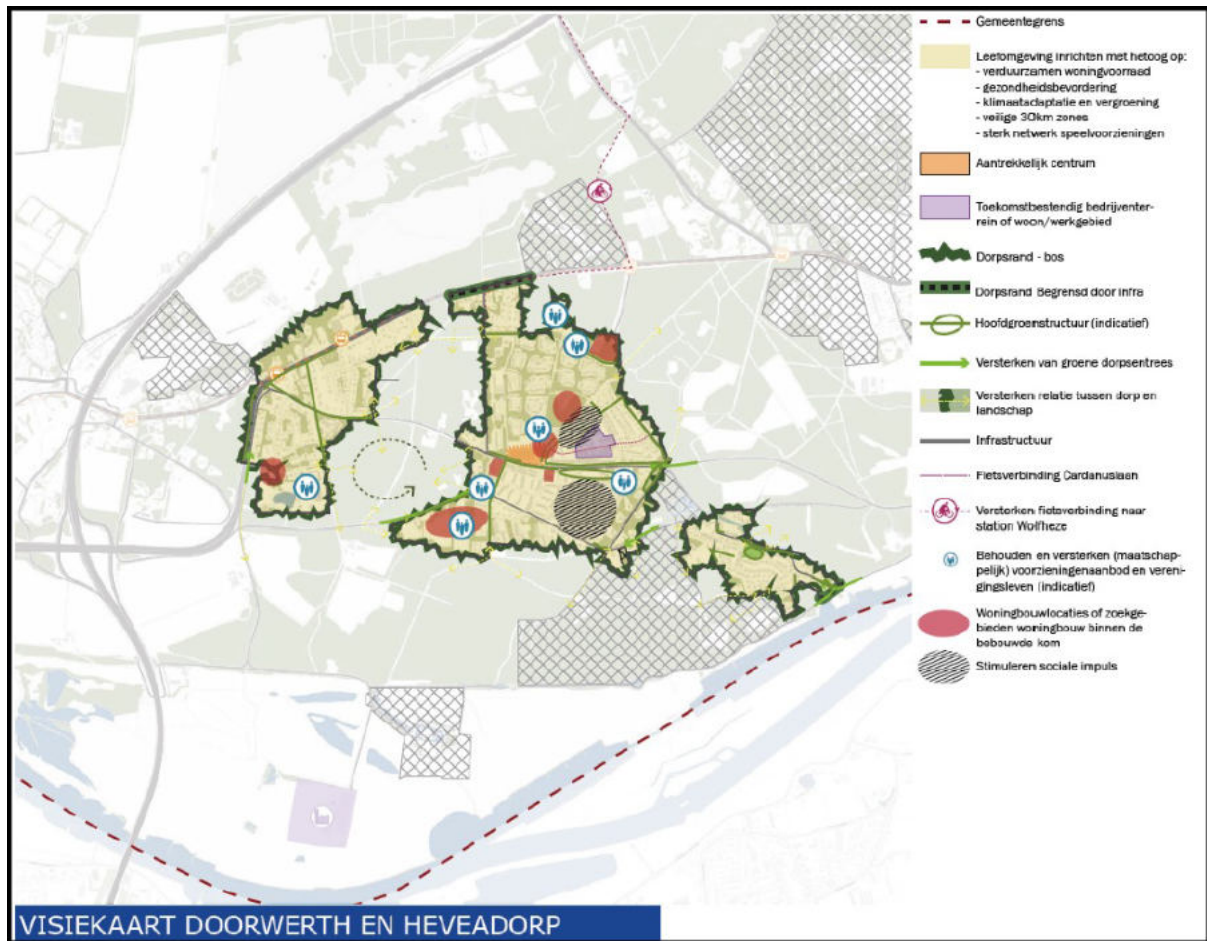 Gemeentegrens
Leefomgeving inrichten met het oog op:
- verduurzamen woningvoorraad
- gezondheidsbevordering
- klimaatadaptatie en vergroening
- veilige 30km zones
- sterk netwerk speelvoorzieningen
Aantrekkelijk centrum
Toekomstbestendig bedrijventer-
rein of woon/werkgebied
Dorpsrand - bos
Dorpsrand Begrensd door infra
Hoofdgroenstructuur (indicatief)
Versterken van groene dorpsentrees
Versterken relatie tussen dorp en
landschap
Infrastructuur
Fietsverbinding Cardanuslaan
Versterken fietsverbinding naar
station Wolfheze
Behouden en versterken (maatschap-
pelijk) voorzieningenaanbod en vereni-
gingsleven (indicatief)
Woningbouwlocaties of zoekge-
bieden woningbouw binnen de
bebouwde kom
Stimuleren sociale impuls
VISIEKAART DOORWERTH EN HEVEADORP